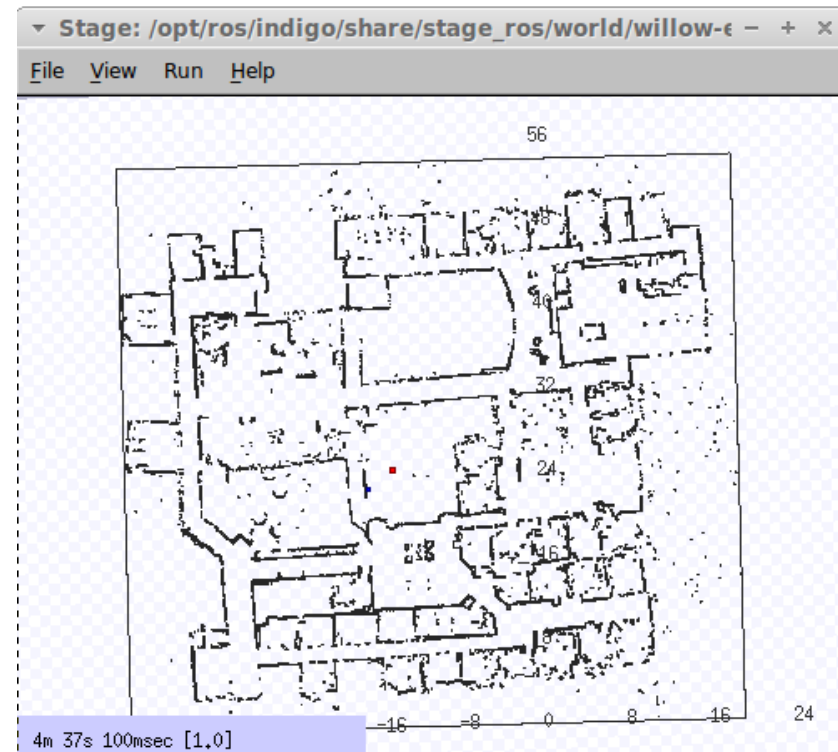 Stage: /opt/ros/indigo/share/stage_ros/world/willow-e
File View Run Help
56
48
40
32
24
16
8
-16 -8 0 8 16 24
4m 37s 100msec [1.0]